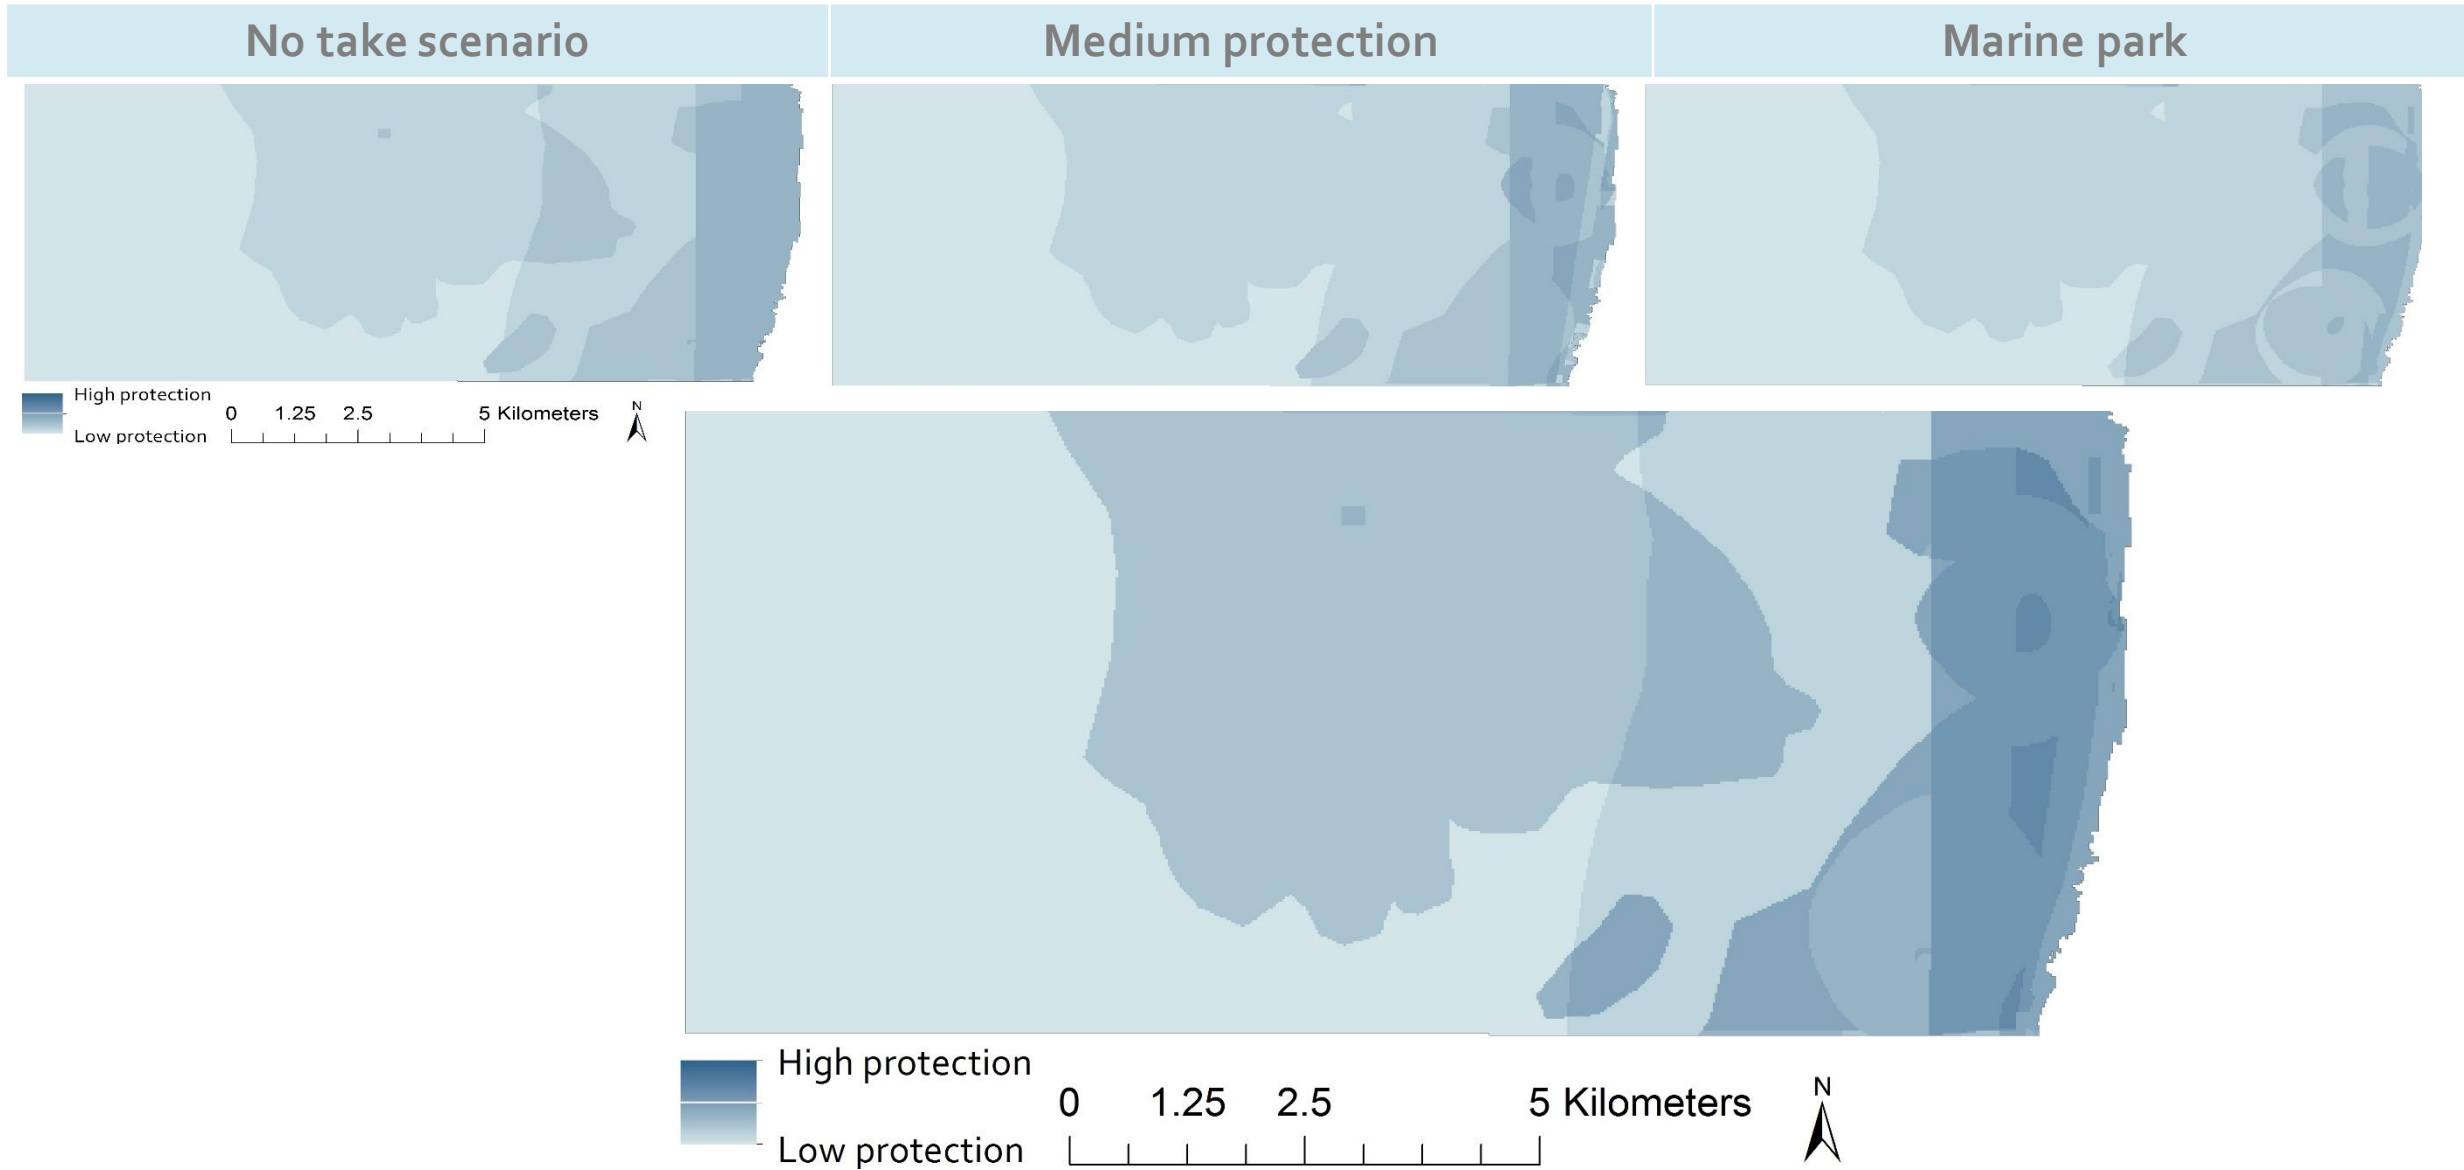 No take scenario
Medium protection
Marine park
High protection
Low protection
0 1.25 2.5 5 Kilometers
N
High protection
Low protection
0 1.25 2.5 5 Kilometers
N